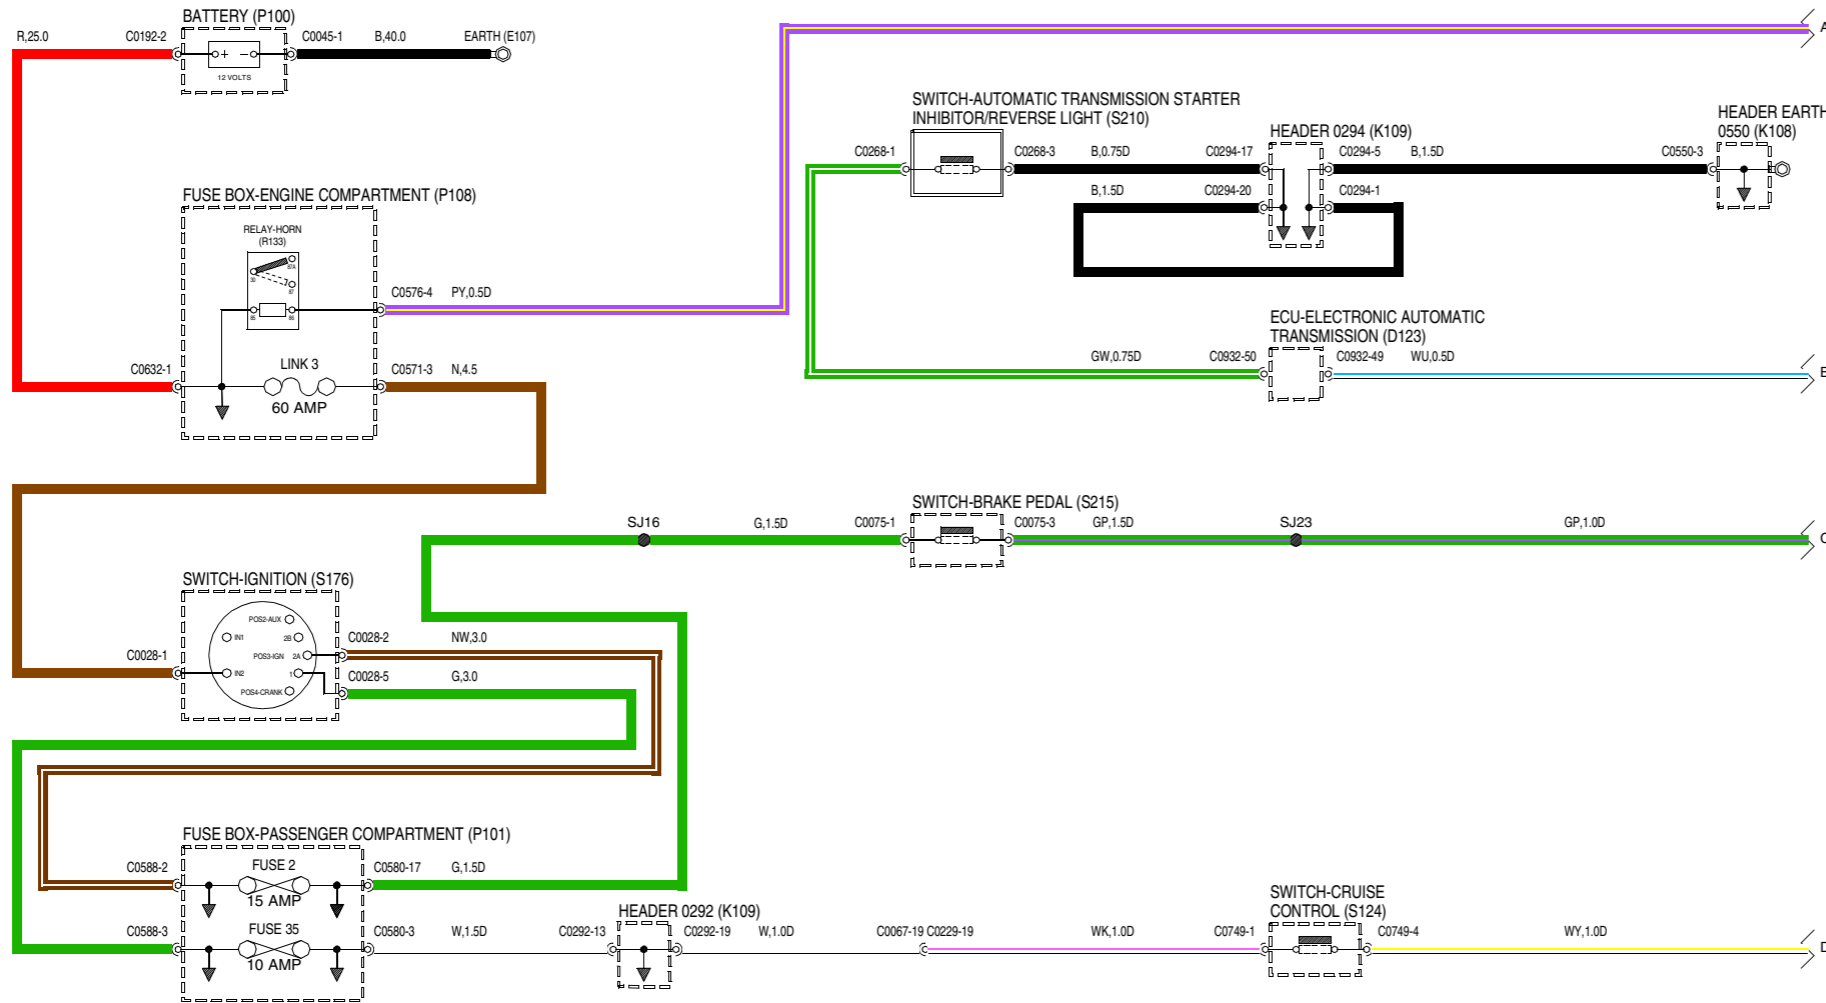 BATTERY (P100)
R,25.0 C0192-2 C0045-1 B,40.0 EARTH (E107)
+ −
12 VOLTS
A
SWITCH-AUTOMATIC TRANSMISSION STARTER
INHIBITOR/REVERSE LIGHT (S210)
HEADER 0294 (K109)
HEADER EARTH
0550 (K108)
C0268-1 C0268-3 B,0.75D C0294-17 C0294-5 B,1.5D C0550-3
B,1.5D C0294-20 C0294-1
FUSE BOX-ENGINE COMPARTMENT (P108)
RELAY-HORN
(R133)
87A
30
87
85 86
C0576-4 PY,0.5D
ECU-ELECTRONIC AUTOMATIC
TRANSMISSION (D123)
GW,0.75D C0932-50 C0932-49 WU,0.5D
LINK 3
C0632-1 C0571-3 N,4.5
60 AMP
SWITCH-BRAKE PEDAL (S215)
SJ16 G,1.5D C0075-1 C0075-3 GP,1.5D SJ23 GP,1.0D
SWITCH-IGNITION (S176)
POS2-AUX
IN1 2B
POS3-IGN 2A
IN2 1
POS4-CRANK
C0028-1
C0028-2 NW,3.0
C0028-5 G,3.0
FUSE BOX-PASSENGER COMPARTMENT (P101)
C0588-2 FUSE 2 C0580-17 G,1.5D
15 AMP
SWITCH-CRUISE
CONTROL (S124)
HEADER 0292 (K109)
C0588-3 FUSE 35 C0580-3 W,1.5D C0292-13 C0292-19 W,1.0D C0067-19 C0229-19 WK,1.0D C0749-1 C0749-4 WY,1.0D
10 AMP